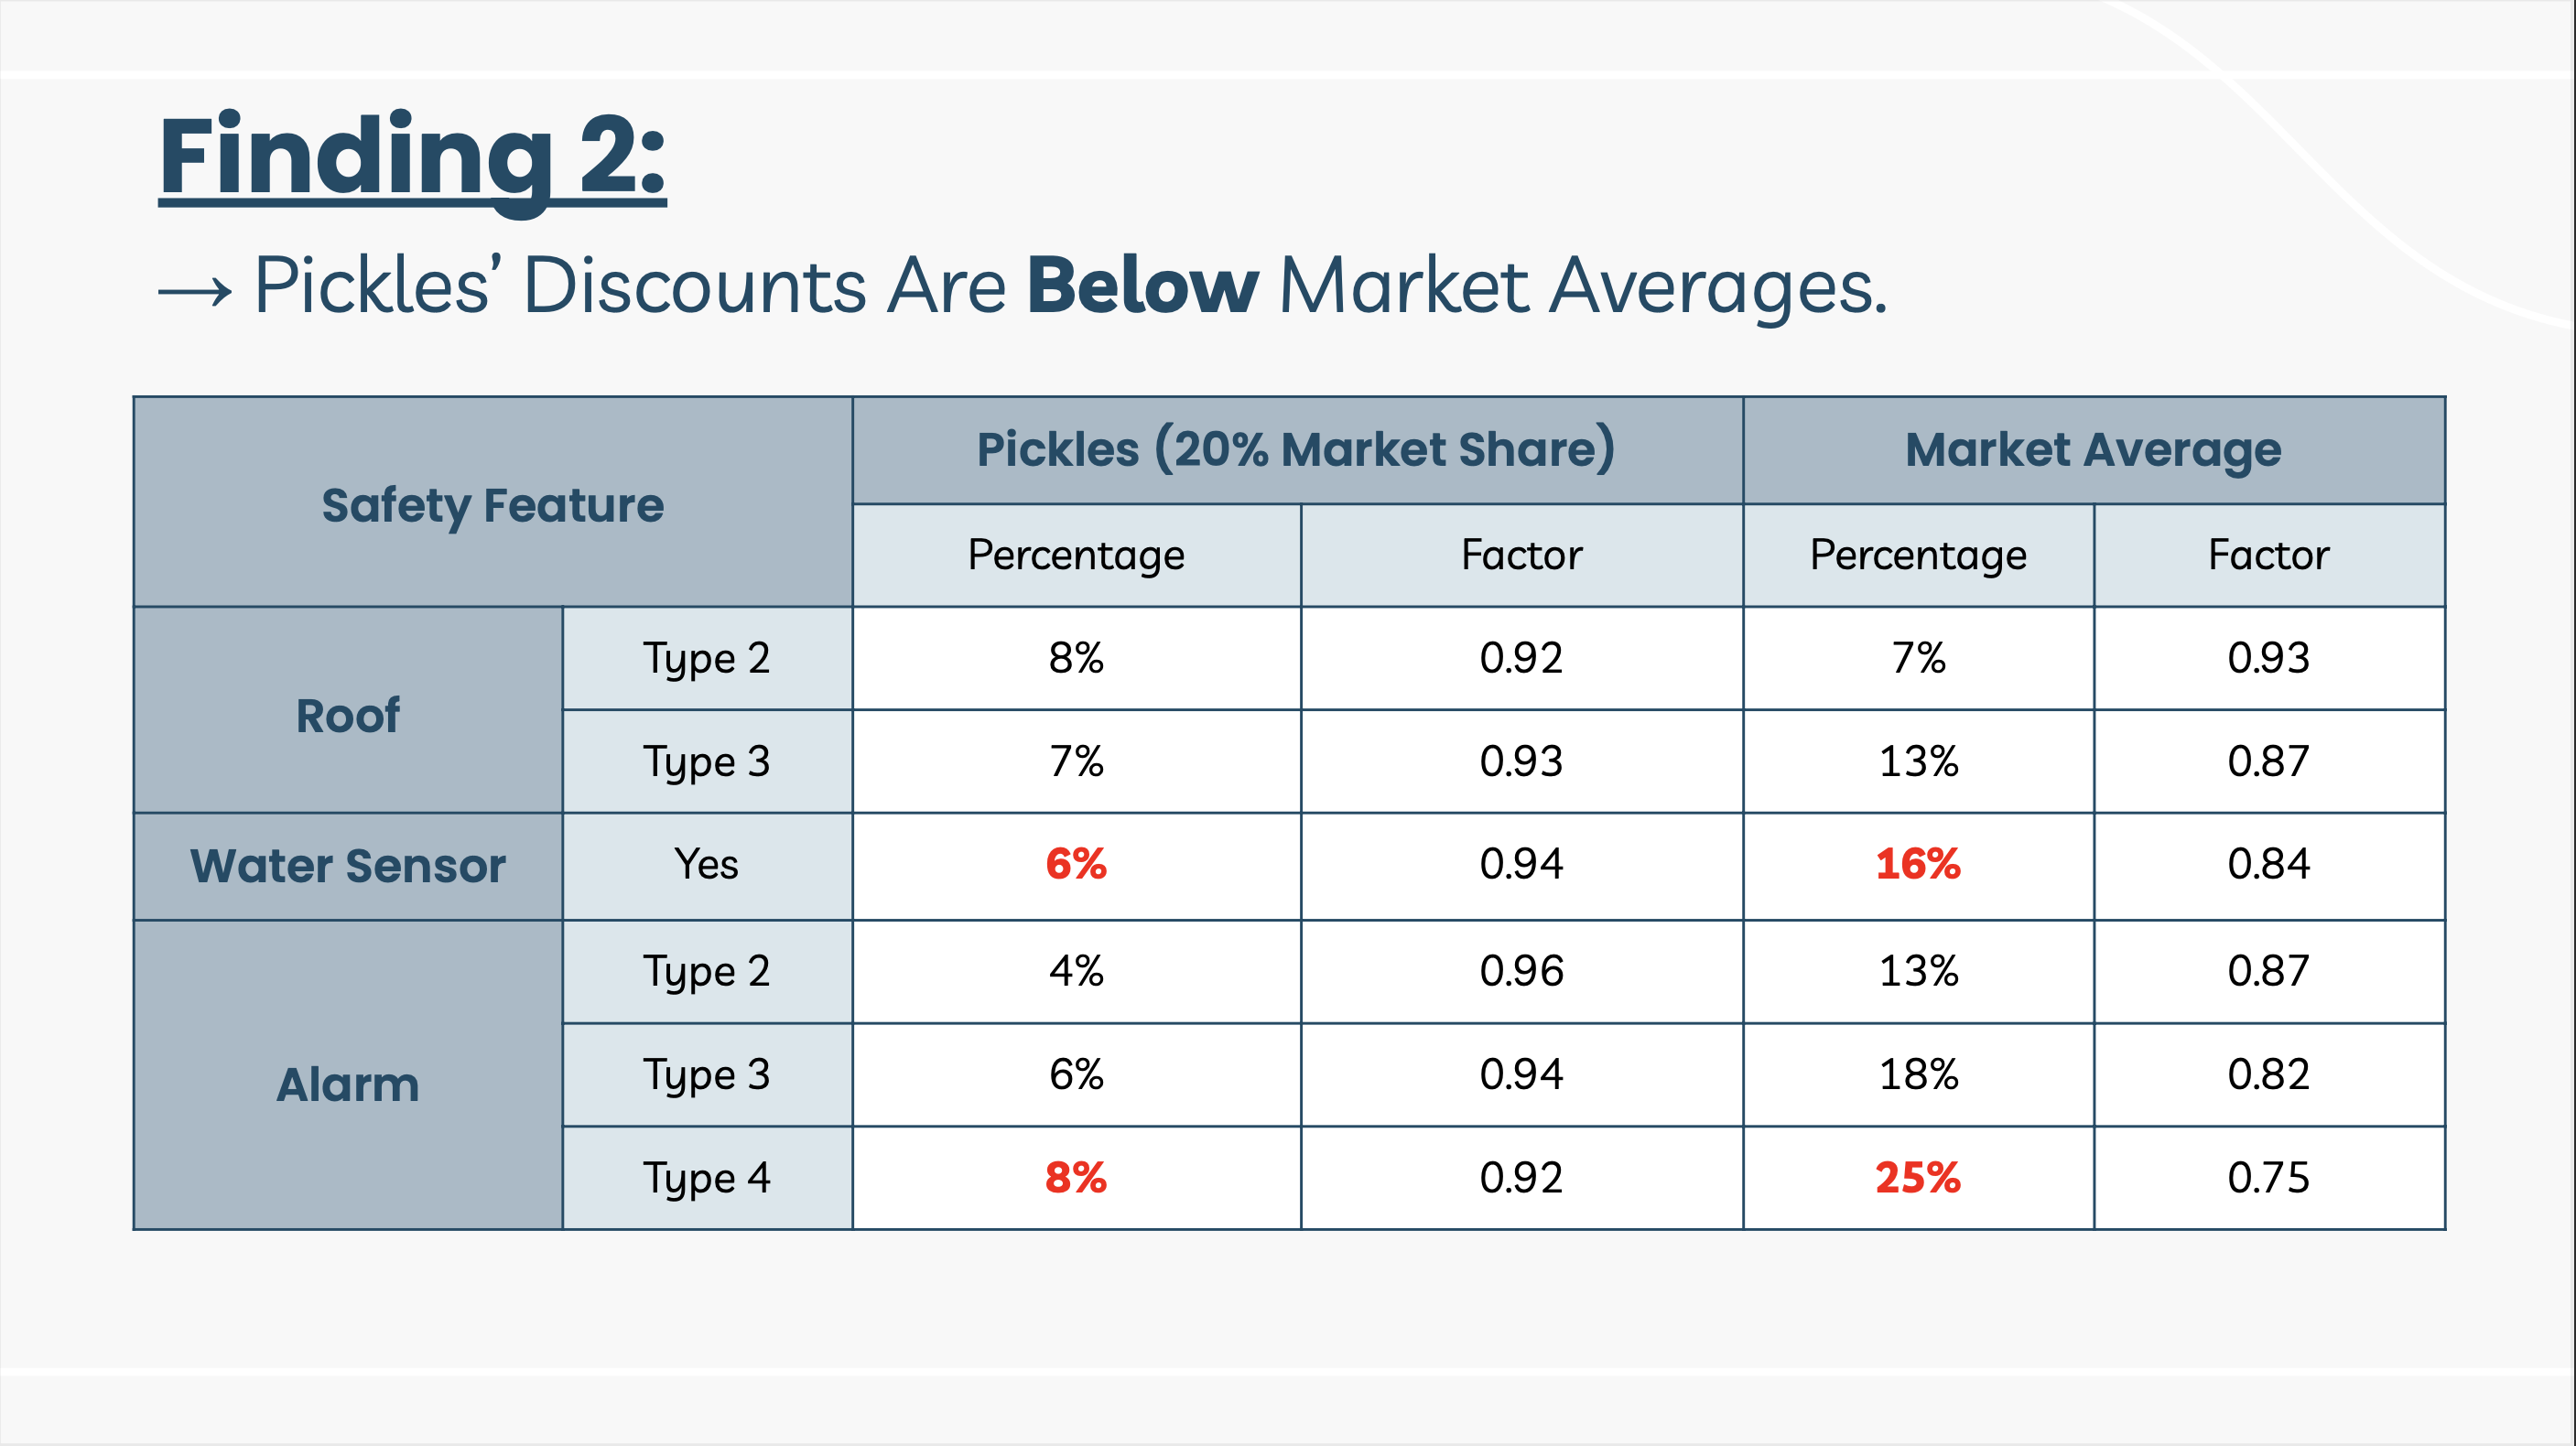 Finding 2:
→ Pickles’ Discounts Are Below Market Averages.
Safety Feature Pickles (20% Market Share) Market Average
Percentage Factor Percentage Factor
Roof Type 2 8% 0.92 7% 0.93
Type 3 7% 0.93 13% 0.87
Water Sensor Yes 6% 0.94 16% 0.84
Alarm Type 2 4% 0.96 13% 0.87
Type 3 6% 0.94 18% 0.82
Type 4 8% 0.92 25% 0.75